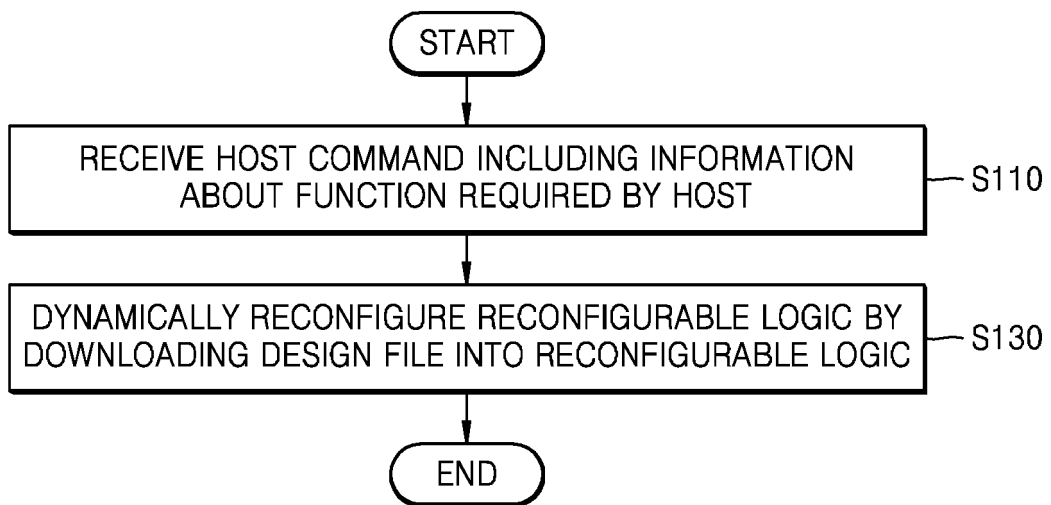 START
RECEIVE HOST COMMAND INCLUDING INFORMATION
ABOUT FUNCTION REQUIRED BY HOST
S110
DYNAMICALLY RECONFIGURE RECONFIGURABLE LOGIC BY
DOWNLOADING DESIGN FILE INTO RECONFIGURABLE LOGIC
S130
END